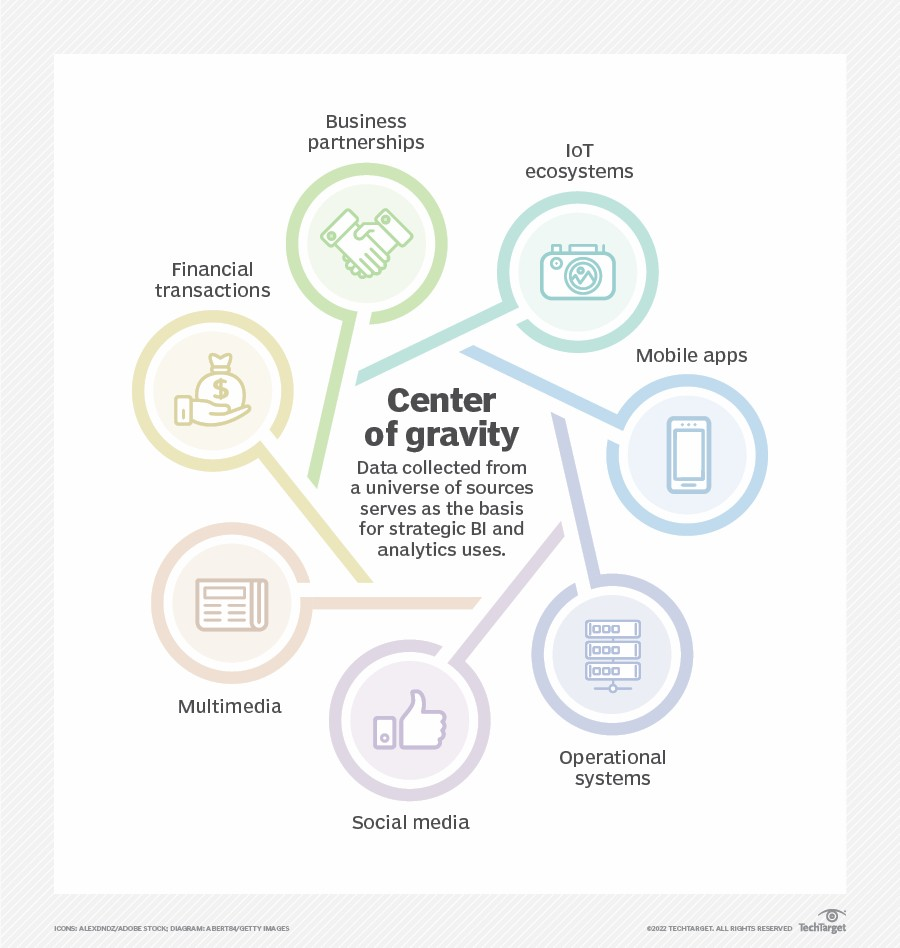 Business
partnerships
IoT
ecosystems
Financial
transactions
Mobile apps
Center
of gravity
Data collected from
a universe of sources
serves as the basis
for strategic BI and
analytics uses.
$
Multimedia
Operational
systems
Social media
ICONS: ALEXDNDZ/ADOBE STOCK; DIAGRAM: ABERT84/GETTY IMAGES
©2022 TECHTARGET. ALL RIGHTS RESERVED
TechTarget